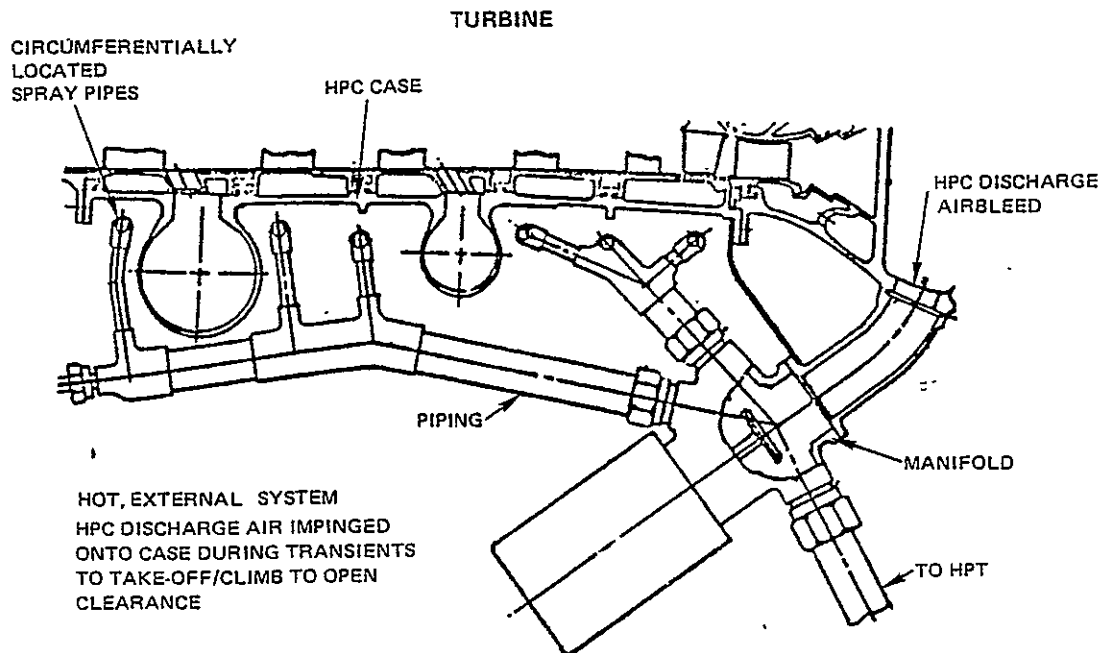 TURBINE
CIRCUMFERENTIALLY
LOCATED
SPRAY PIPES
HPC CASE
HPC DISCHARGE
AIRBLEED
PIPING
MANIFOLD
HOT, EXTERNAL SYSTEM
HPC DISCHARGE AIR IMPINGED
ONTO CASE DURING TRANSIENTS
TO TAKE-OFF/CLIMB TO OPEN
CLEARANCE
TO HPT